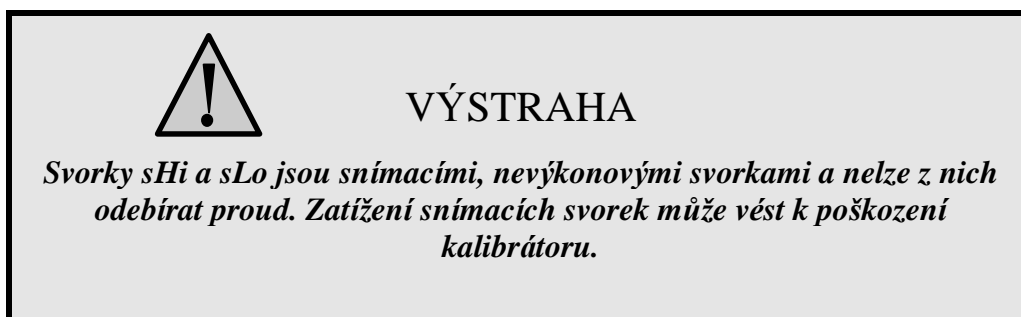 VÝSTRAHA
Svorky sHi a sLo jsou snímacími, nevýkonovými svorkami a nelze z nich
odebírat proud. Zatížení snímacích svorek může vést k poškození
kalibrátoru.